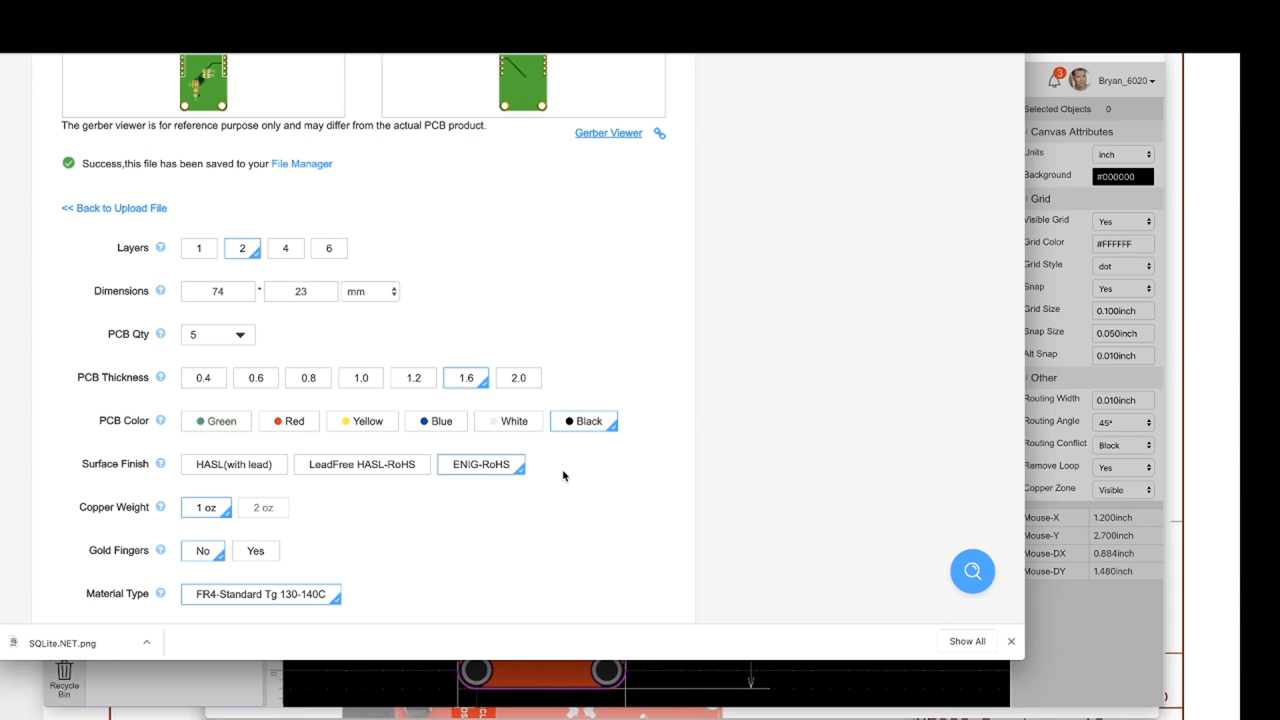 The gerber viewer is for reference purpose only and may differ from the actual PCB product.
Gerber Viewer
Success,this file has been saved to your File Manager
<< Back to Upload File
Layers 1 2 4 6
Dimensions 74 * 23 mm
PCB Qty 5
PCB Thickness 0.4 0.6 0.8 1.0 1.2 1.6 2.0
PCB Color Green Red Yellow Blue White Black
Surface Finish HASL(with lead) LeadFree HASL-RoHS ENIG-RoHS
Copper Weight 1 oz 2 oz
Gold Fingers No Yes
Material Type FR4-Standard Tg 130-140C
SQLite.NET.png
Show All
3 Bryan_6020
Selected Objects 0
Canvas Attributes
Units inch
Background #000000
Grid
Visible Grid Yes
Grid Color #FFFFFF
Grid Style dot
Snap Yes
Grid Size 0.100inch
Snap Size 0.050inch
Alt Snap 0.010inch
Other
Routing Width 0.010inch
Routing Angle 45°
Routing Conflict Block
Remove Loop Yes
Copper Zone Visible
Mouse-X 1.200inch
Mouse-Y 2.700inch
Mouse-DX 0.884inch
Mouse-DY 1.480inch
Recycle
Bin